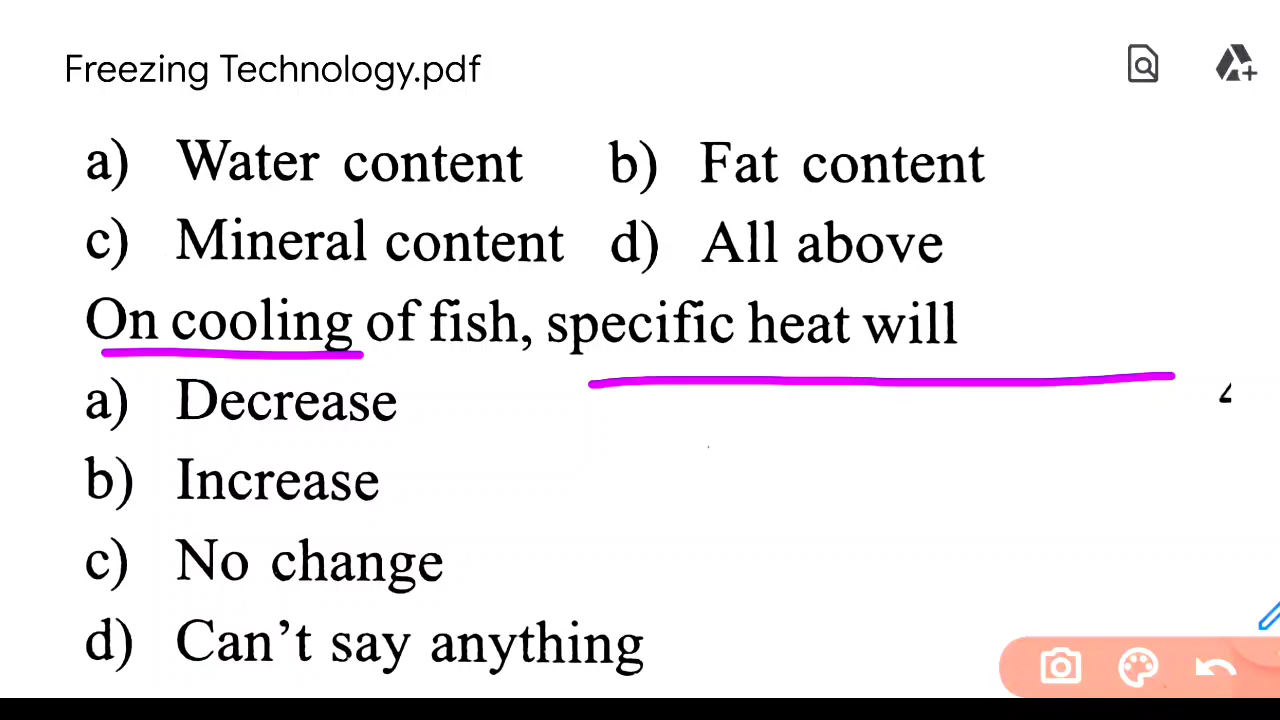 Freezing Technology.pdf
a) Water content b) Fat content
c) Mineral content d) All above
On cooling of fish, specific heat will
a) Decrease
b) Increase
c) No change
d) Can't say anything